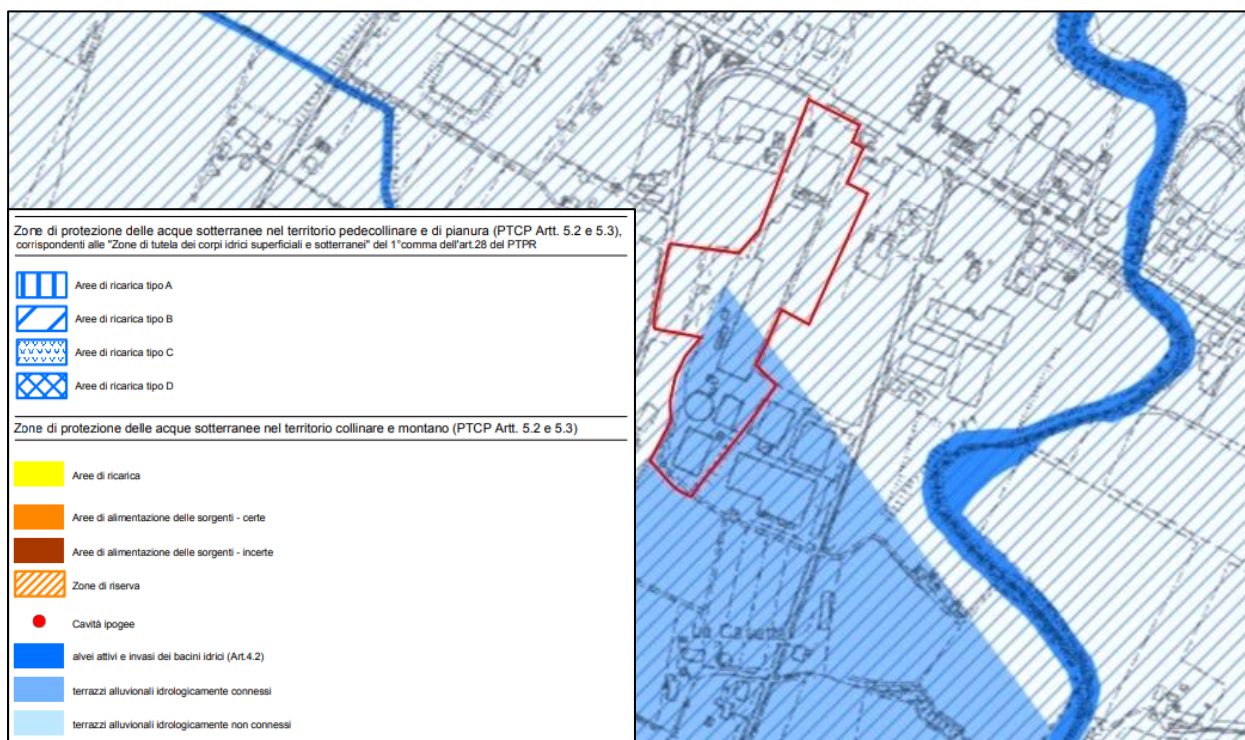 Zone di protezione delle acque sotterranee nel territorio pedecollinare e di pianura (PTCP Artt. 5.2 e 5.3),
corrispondenti alle "Zone di tutela dei corpi idrici superficiali e sotterranei" del 1°comma dell'art.28 del PTPR
Aree di ricarica tipo A
Aree di ricarica tipo B
Aree di ricarica tipo C
Aree di ricarica tipo D
Zone di protezione delle acque sotterranee nel territorio collinare e montano (PTCP Artt. 5.2 e 5.3)
Aree di ricarica
Aree di alimentazione delle sorgenti - certe
Aree di alimentazione delle sorgenti - incerte
Zone di riserva
Cavità ipogee
alvei attivi e invasi dei bacini idrici (Art.4.2)
terrazzi alluvionali idrologicamente connessi
terrazzi alluvionali idrologicamente non connessi
La Casetta